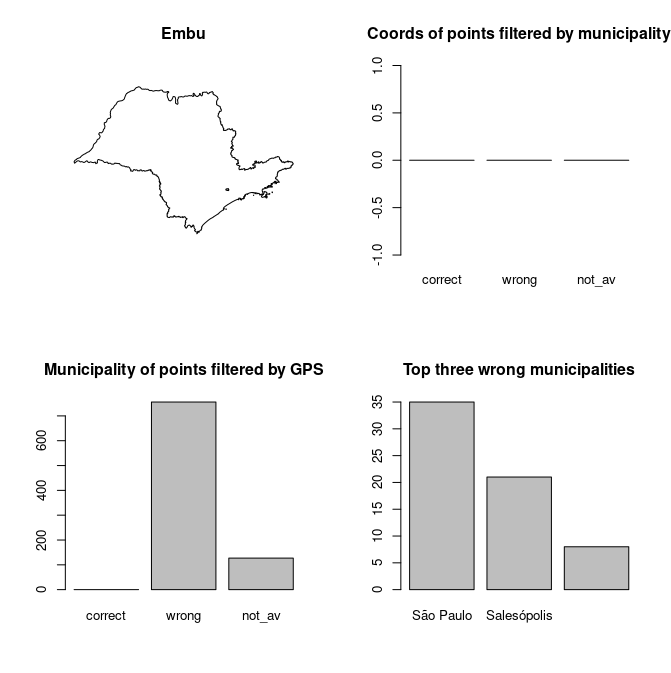 Embu
Coords of points filtered by municipality
1.0
0.5
0.0
-0.5
-1.0
correct wrong not_av
Municipality of points filtered by GPS
600
400
200
0
correct wrong not_av
Top three wrong municipalities
35
30
25
20
15
10
5
0
São Paulo Salesópolis